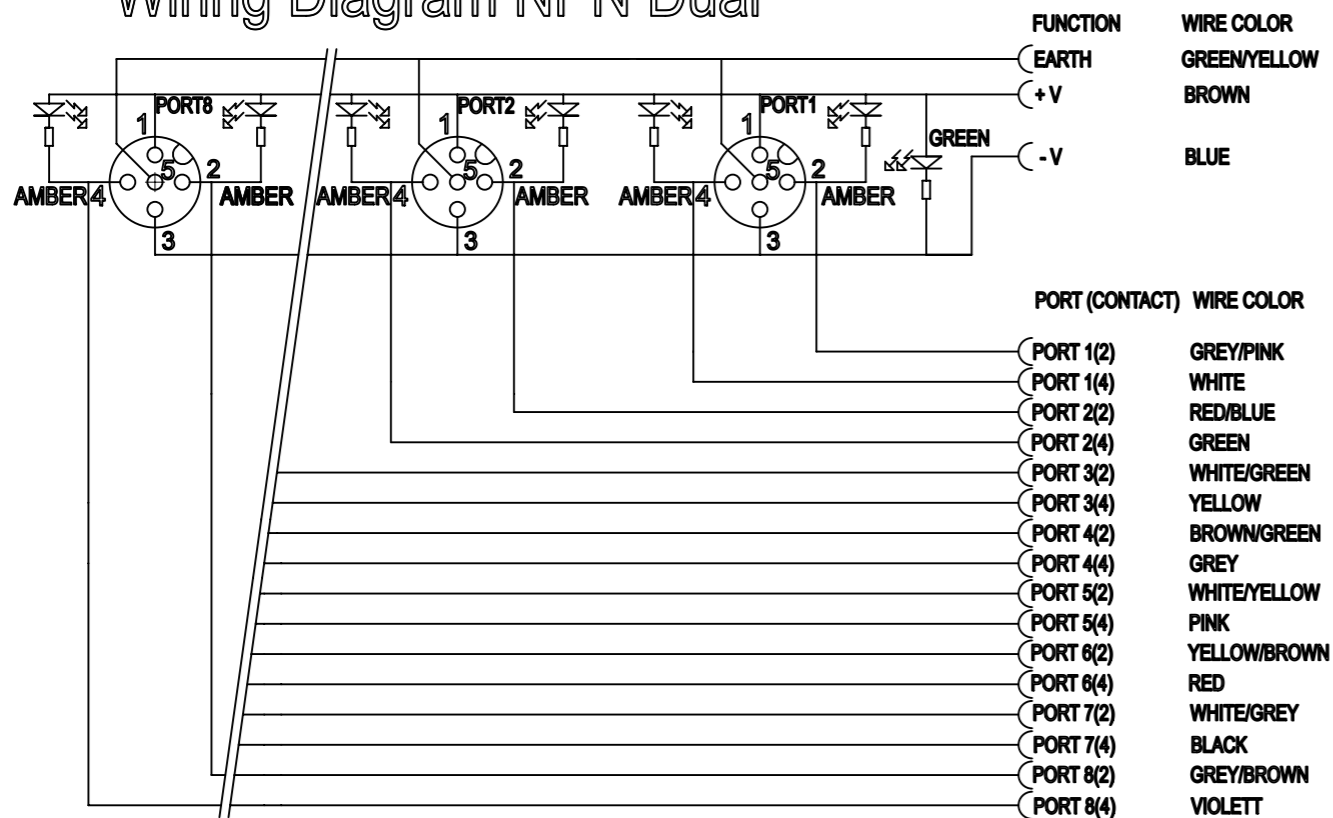 Wiring Diagram NPN Dual
FUNCTION WIRE COLOR
EARTH GREEN/YELLOW
+ V BROWN
- V BLUE
PORT8 PORT2 PORT1
1 1 1
GREEN
5 2 5 2 5 2
AMBER 4 AMBER AMBER 4 AMBER AMBER 4 AMBER
3 3 3
PORT (CONTACT) WIRE COLOR
PORT 1(2) GREY/PINK
PORT 1(4) WHITE
PORT 2(2) RED/BLUE
PORT 2(4) GREEN
PORT 3(2) WHITE/GREEN
PORT 3(4) YELLOW
PORT 4(2) BROWN/GREEN
PORT 4(4) GREY
PORT 5(2) WHITE/YELLOW
PORT 5(4) PINK
PORT 6(2) YELLOW/BROWN
PORT 6(4) RED
PORT 7(2) WHITE/GREY
PORT 7(4) BLACK
PORT 8(2) GREY/BROWN
PORT 8(4) VIOLETT